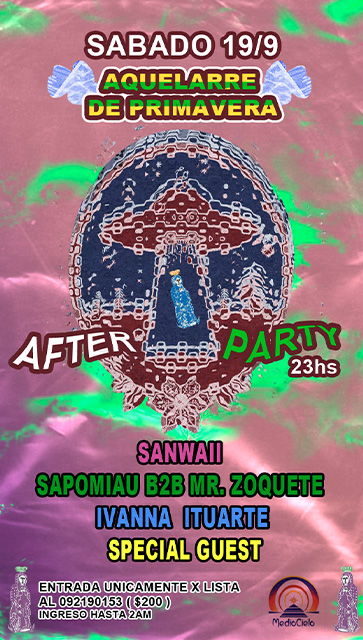 SABADO 19/9
AQUELARRE
DE PRIMAVERA
AFTER PARTY
23hs
SANWAII
SAPOMIAU B2B MR. ZOQUETE
IVANNA ITUARTE
SPECIAL GUEST
ENTRADA UNICAMENTE X LISTA
AL 092190153 ( $200 )
INGRESO HASTA 2AM
MedioCielo